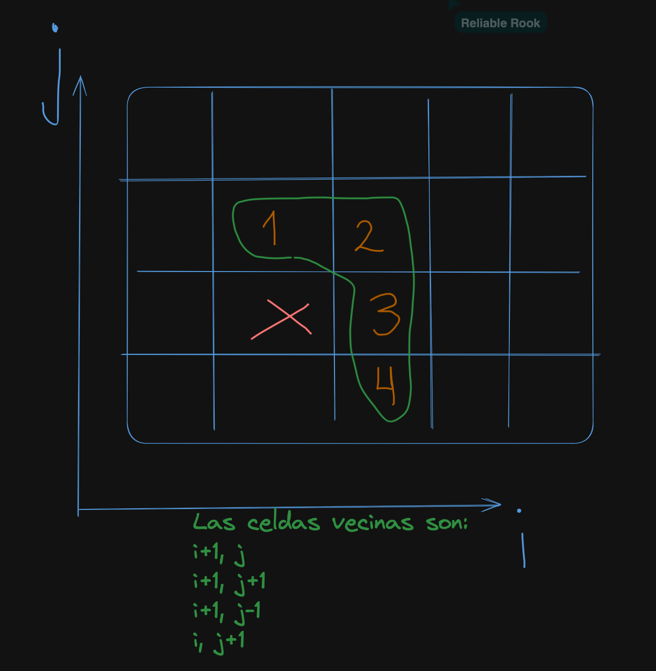 Reliable Rook
j
1 2
X 3
4
i
Las celdas vecinas son:
i+1, j
i+1, j+1
i+1, j-1
i, j+1